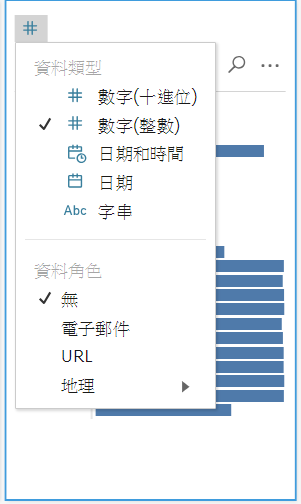 資料類型
數字(十進位)
數字(整數)
日期和時間
日期
Abc 字串
資料角色
無
電子郵件
URL
地理